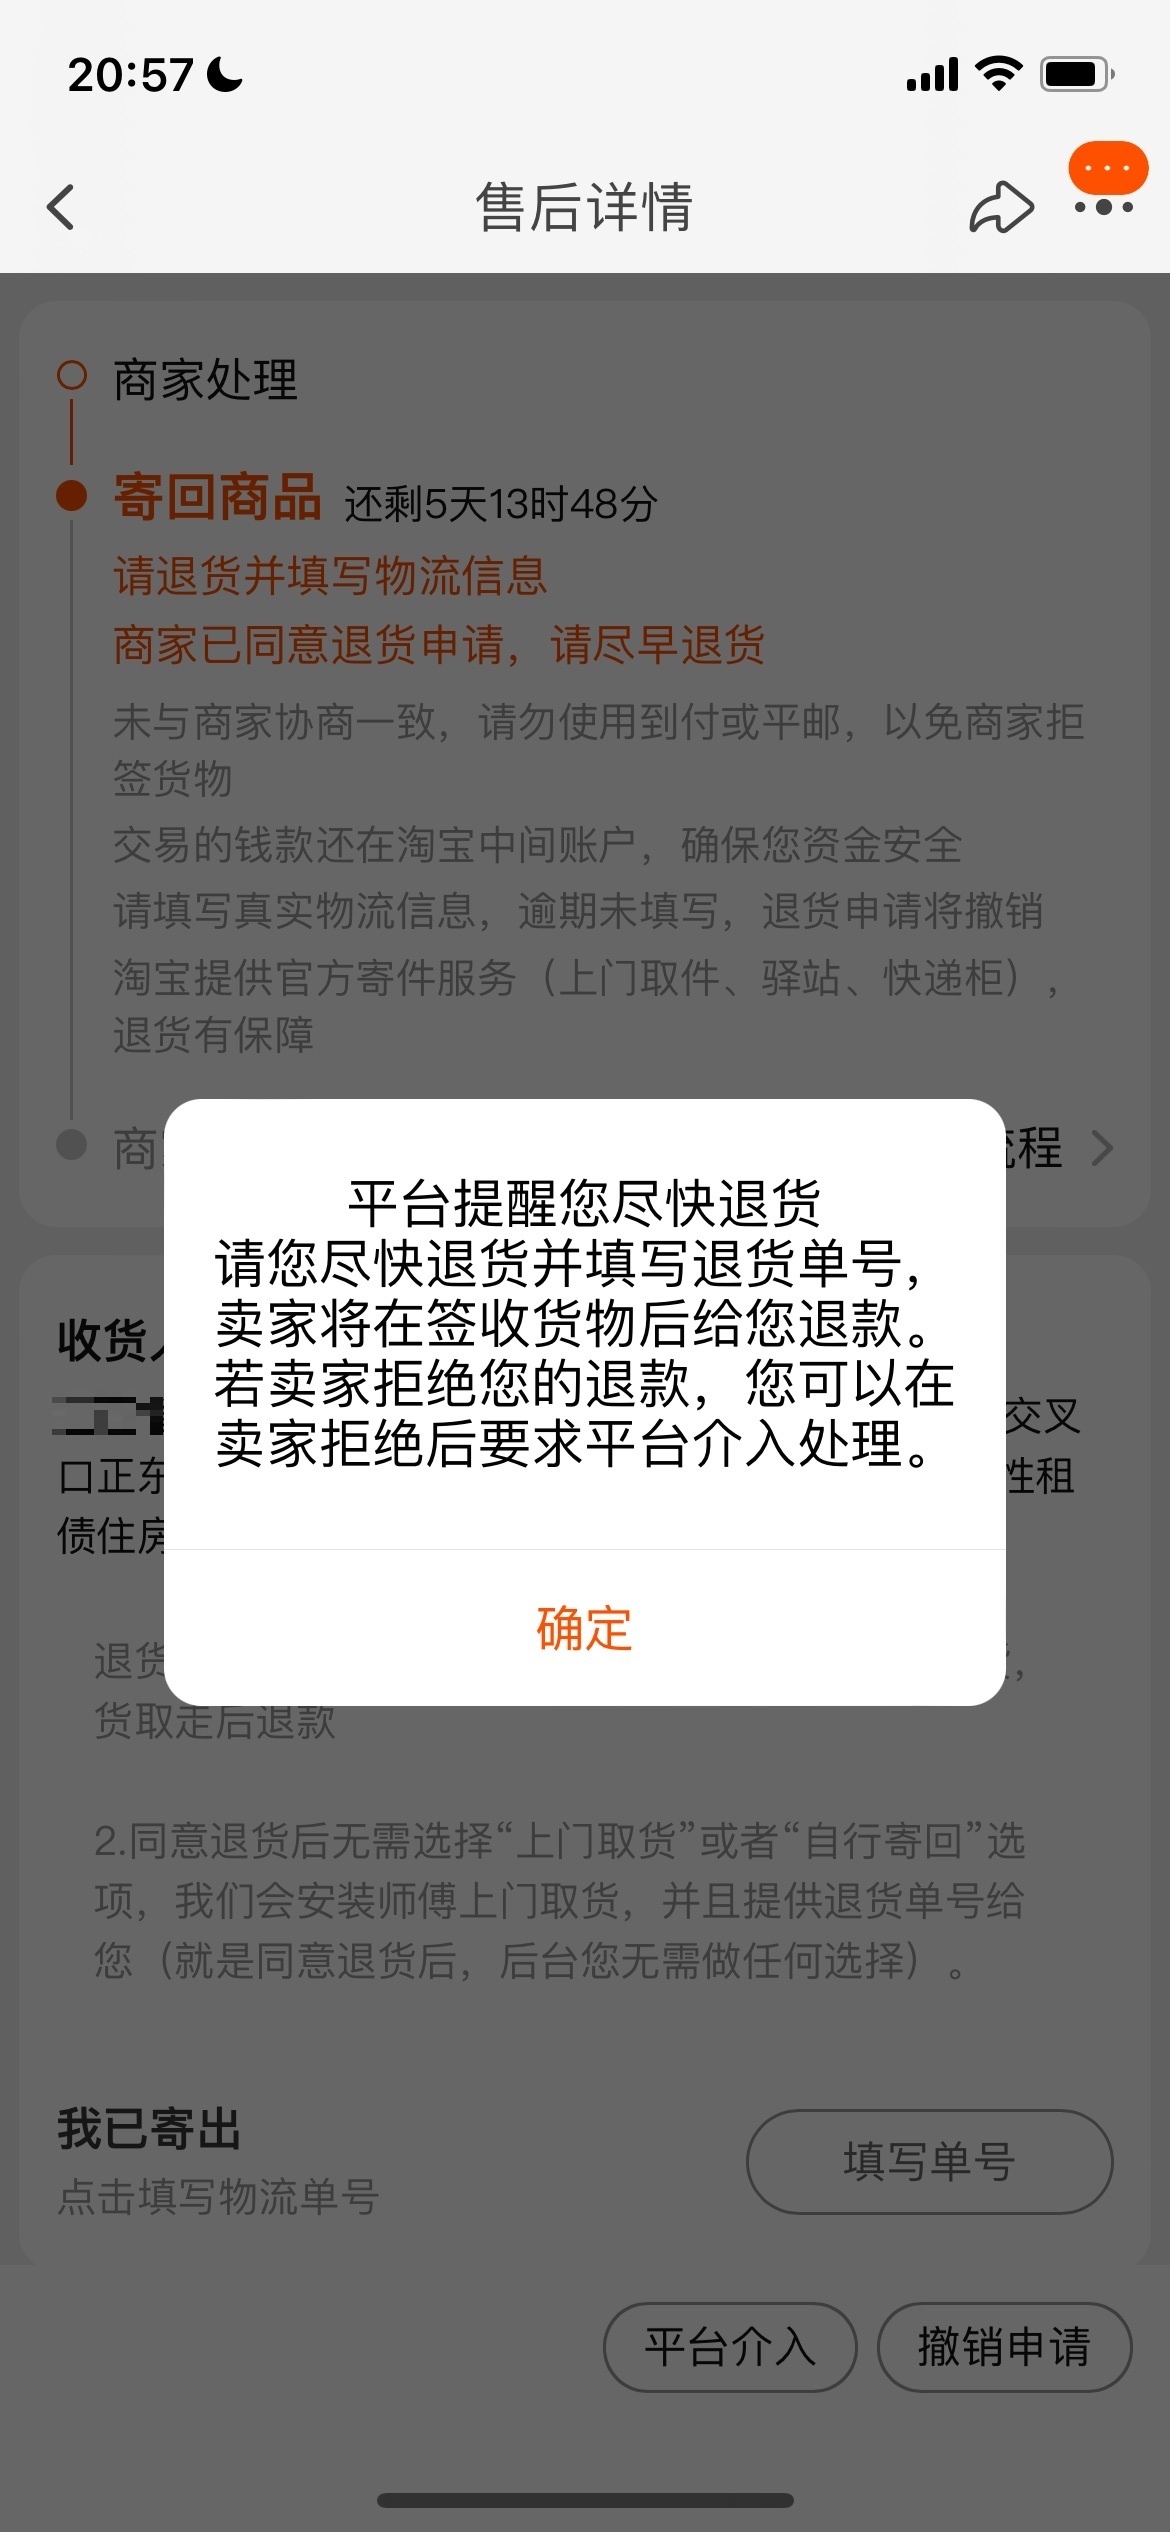 20:57
售后详情
商家处理
寄回商品 还剩5天13时48分
请退货并填写物流信息
商家已同意退货申请，请尽早退货
未与商家协商一致，请勿使用到付或平邮，以免商家拒
签货物
交易的钱款还在淘宝中间账户，确保您资金安全
请填写真实物流信息，逾期未填写，退货申请将撤销
淘宝提供官方寄件服务（上门取件、驿站、快递柜），
退货有保障
商 程
平台提醒您尽快退货
请您尽快退货并填写退货单号，
卖家将在签收货物后给您退款。
若卖家拒绝您的退款，您可以在
卖家拒绝后要求平台介入处理。
确定
收货
交叉
口正东 性租
债住房
退货
货取走后退款
2.同意退货后无需选择“上门取货”或者“自行寄回”选
项，我们会安装师傅上门取货，并且提供退货单号给
您（就是同意退货后，后台您无需做任何选择）。
我已寄出
点击填写物流单号
填写单号
平台介入 撤销申请